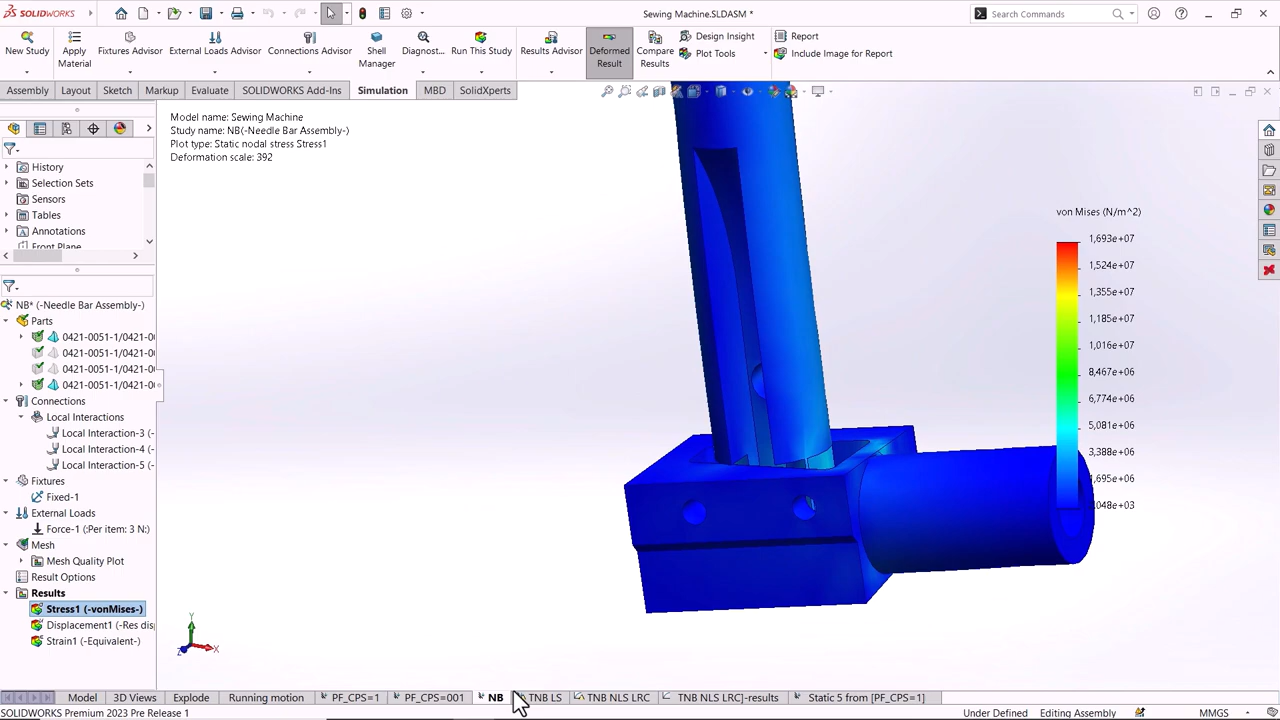 SOLIDWORKS
Sewing Machine.SLDASM *
Search Commands
New Study
Apply Material
Fixtures Advisor
External Loads Advisor
Connections Advisor
Shell Manager
Diagnost...
Run This Study
Results Advisor
Deformed Result
Compare Results
Design Insight
Plot Tools
Report
Include Image for Report
Assembly
Layout
Sketch
Markup
Evaluate
SOLIDWORKS Add-Ins
Simulation
MBD
SolidXperts
Model name: Sewing Machine
Study name: NB(-Needle Bar Assembly-)
Plot type: Static nodal stress Stress1
Deformation scale: 392
History
Selection Sets
Sensors
Tables
Annotations
Front Plane
NB* (-Needle Bar Assembly-)
Parts
0421-0051-1/0421-0
0421-0051-1/0421-0
0421-0051-1/0421-0
0421-0051-1/0421-0
Connections
Local Interactions
Local Interaction-3 (-
Local Interaction-4 (-
Local Interaction-5 (-
Fixtures
Fixed-1
External Loads
Force-1 (:Per item: 3 N:)
Mesh
Mesh Quality Plot
Result Options
Results
Stress1 (-vonMises-)
Displacement1 (-Res disp
Strain1 (-Equivalent-)
von Mises (N/m^2)
1,693e+07
1,524e+07
1,355e+07
1,185e+07
1,016e+07
8,467e+06
6,774e+06
5,081e+06
3,388e+06
1,695e+06
,048e+03
Y
X
Z
Model
3D Views
Explode
Running motion
PF_CPS=1
PF_CPS=001
NB
TNB LS
TNB NLS LRC
TNB NLS LRC]-results
Static 5 from [PF_CPS=1]
SOLIDWORKS Premium 2023 Pre Release 1
Under Defined
Editing Assembly
MMGS